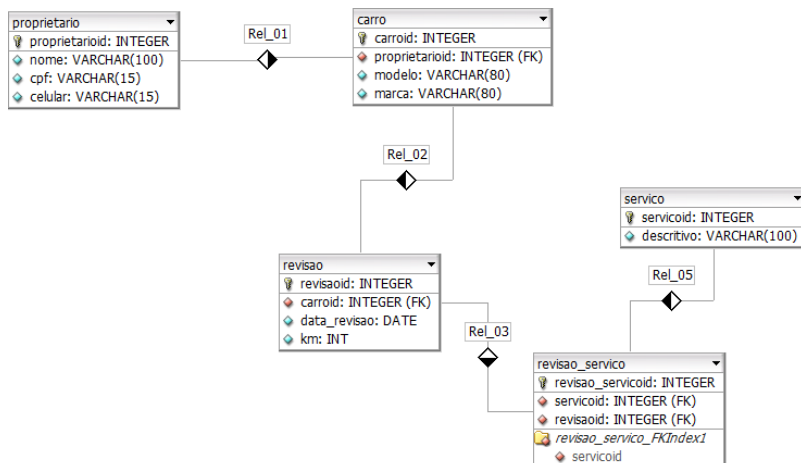 proprietario
proprietarioid: INTEGER
nome: VARCHAR(100)
cpf: VARCHAR(15)
celular: VARCHAR(15)
Rel_01
carro
carroid: INTEGER
proprietarioid: INTEGER (FK)
modelo: VARCHAR(80)
marca: VARCHAR(80)
Rel_02
servico
servicoid: INTEGER
descritivo: VARCHAR(100)
revisao
revisaoid: INTEGER
carroid: INTEGER (FK)
data_revisao: DATE
km: INT
Rel_05
Rel_03
revisao_servico
revisao_servicoid: INTEGER
servicoid: INTEGER (FK)
revisaoid: INTEGER (FK)
revisao_servico_FKIndex1
servicoid